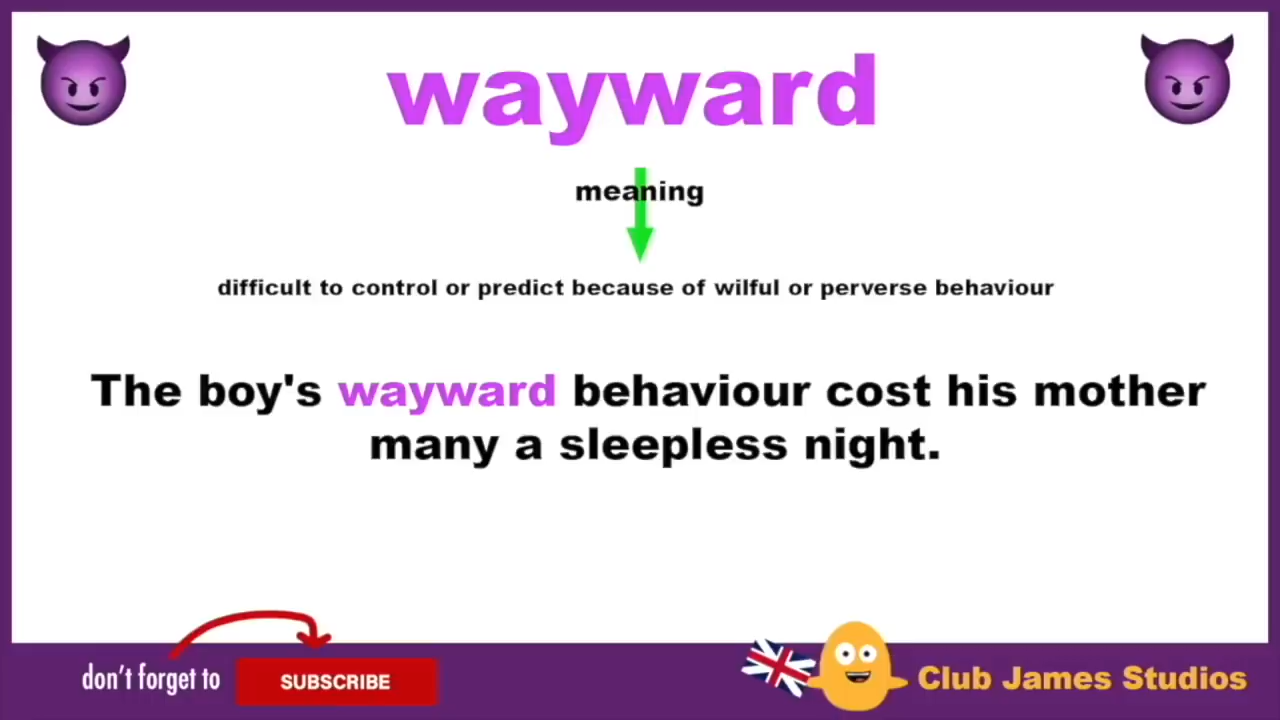 wayward
meaning
difficult to control or predict because of wilful or perverse behaviour
The boy's wayward behaviour cost his mother
many a sleepless night.
don't forget to SUBSCRIBE
Club James Studios